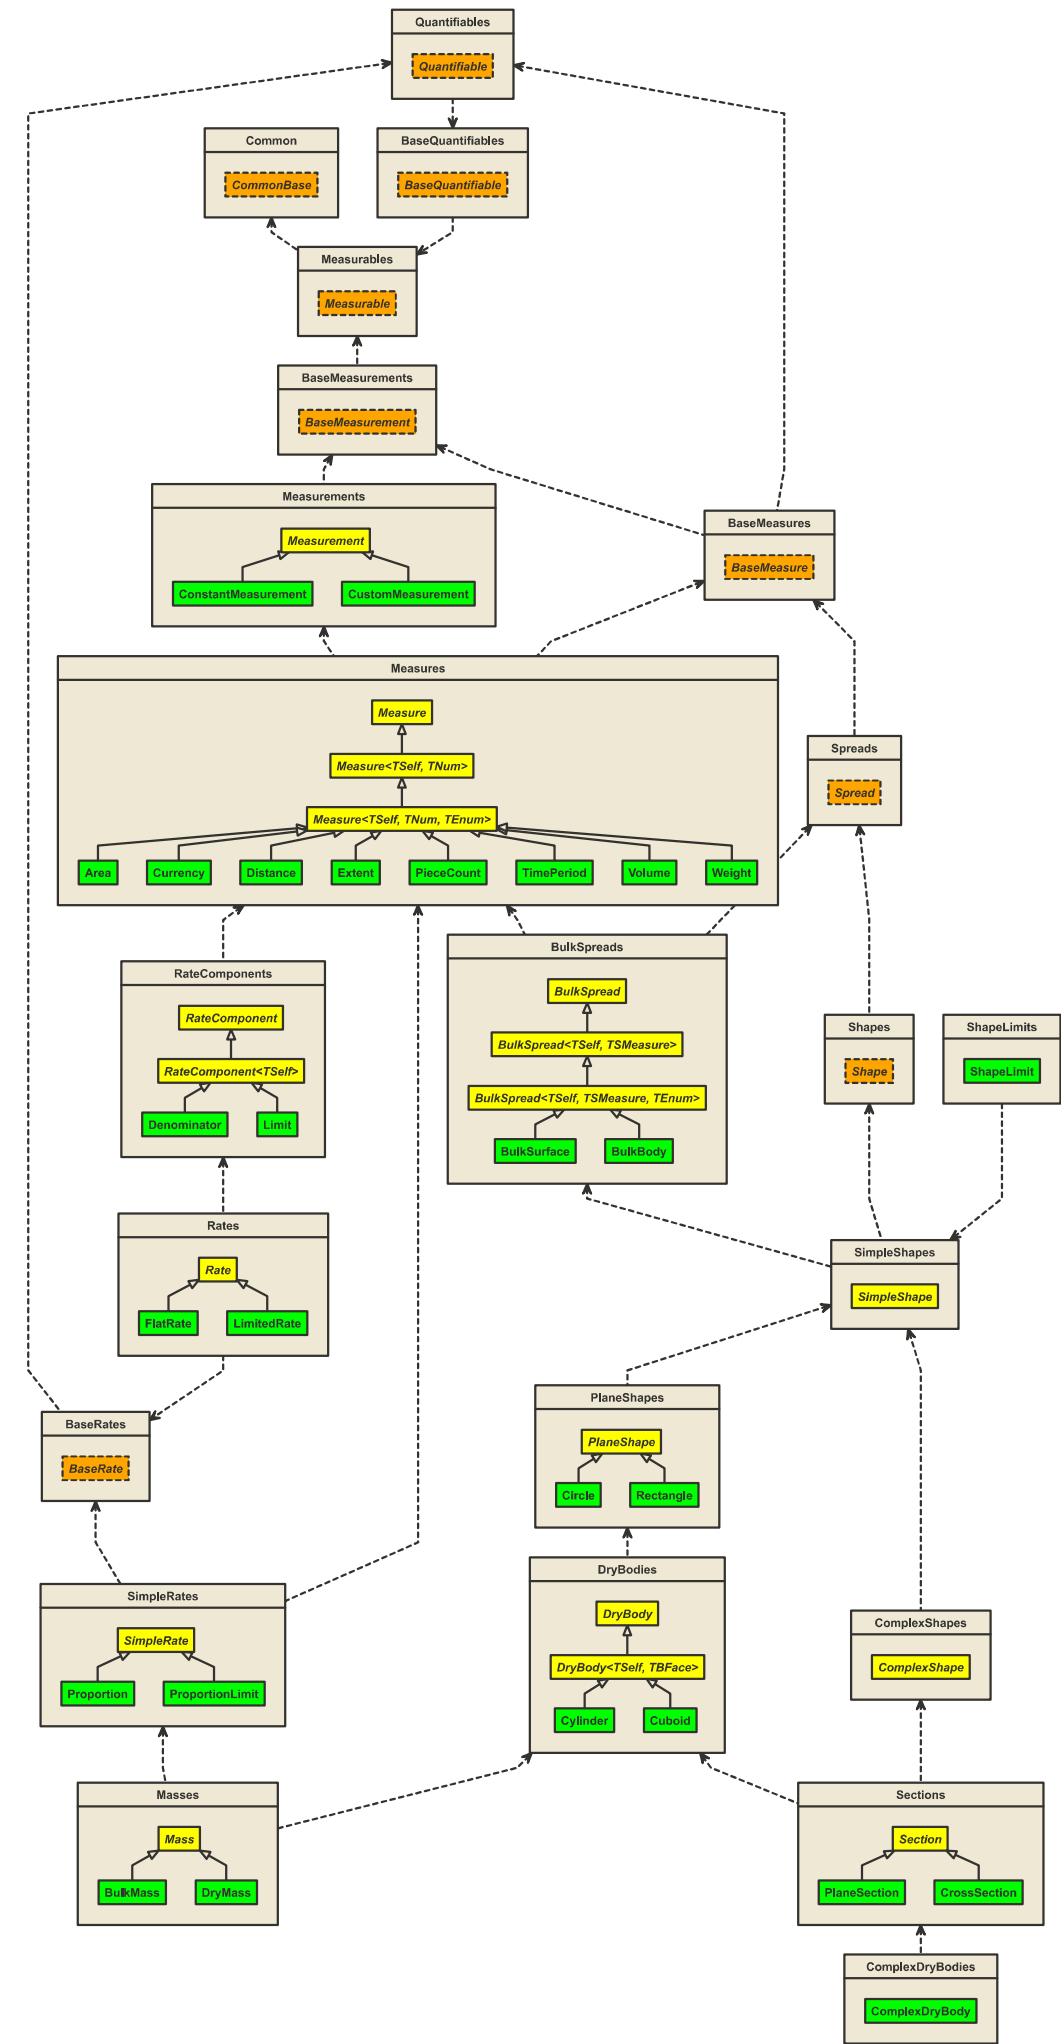 Quantifiables
Quantifiable
Common
CommonBase
BaseQuantifiables
BaseQuantifiable
Measurables
Measurable
BaseMeasurements
BaseMeasurement
Measurements
Measurement
ConstantMeasurement
CustomMeasurement
BaseMeasures
BaseMeasure
Measures
Measure
Measure<TSelf, TNum>
Measure<TSelf, TNum, TEnum>
Area
Currency
Distance
Extent
PieceCount
TimePeriod
Volume
Weight
Spreads
Spread
RateComponents
RateComponent
RateComponent<TSelf>
Denominator
Limit
BulkSpreads
BulkSpread
BulkSpread<TSelf, TSMeasure>
BulkSpread<TSelf, TSMeasure, TEnum>
BulkSurface
BulkBody
Shapes
Shape
ShapeLimits
ShapeLimit
Rates
Rate
FlatRate
LimitedRate
SimpleShapes
SimpleShape
BaseRates
BaseRate
PlaneShapes
PlaneShape
Circle
Rectangle
SimpleRates
SimpleRate
Proportion
ProportionLimit
DryBodies
DryBody
DryBody<TSelf, TBFace>
Cylinder
Cuboid
ComplexShapes
ComplexShape
Masses
Mass
BulkMass
DryMass
Sections
Section
PlaneSection
CrossSection
ComplexDryBodies
ComplexDryBody